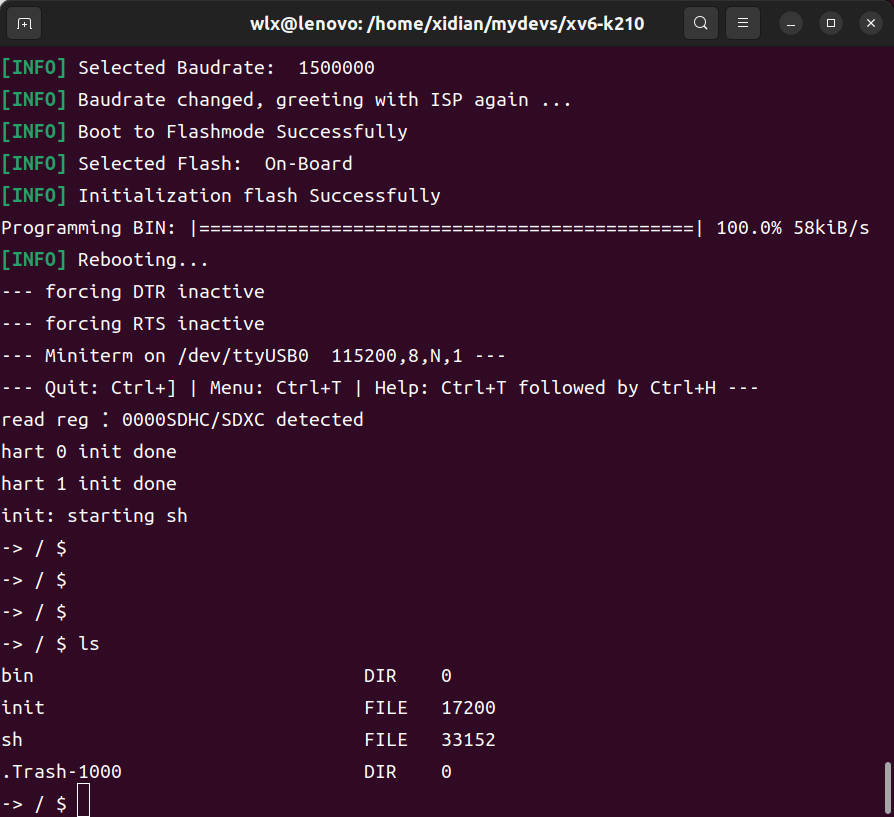 wlx@lenovo: /home/xidian/mydevs/xv6-k210
[INFO] Selected Baudrate:  1500000
[INFO] Baudrate changed, greeting with ISP again ...
[INFO] Boot to Flashmode Successfully
[INFO] Selected Flash:  On-Board
[INFO] Initialization flash Successfully
Programming BIN: |=============================================| 100.0% 58kiB/s
[INFO] Rebooting...
--- forcing DTR inactive
--- forcing RTS inactive
--- Miniterm on /dev/ttyUSB0  115200,8,N,1 ---
--- Quit: Ctrl+] | Menu: Ctrl+T | Help: Ctrl+T followed by Ctrl+H ---
read reg : 0000SDHC/SDXC detected
hart 0 init done
hart 1 init done
init: starting sh
-> / $
-> / $
-> / $
-> / $ ls
bin                              DIR    0
init                             FILE   17200
sh                               FILE   33152
.Trash-1000                      DIR    0
-> / $